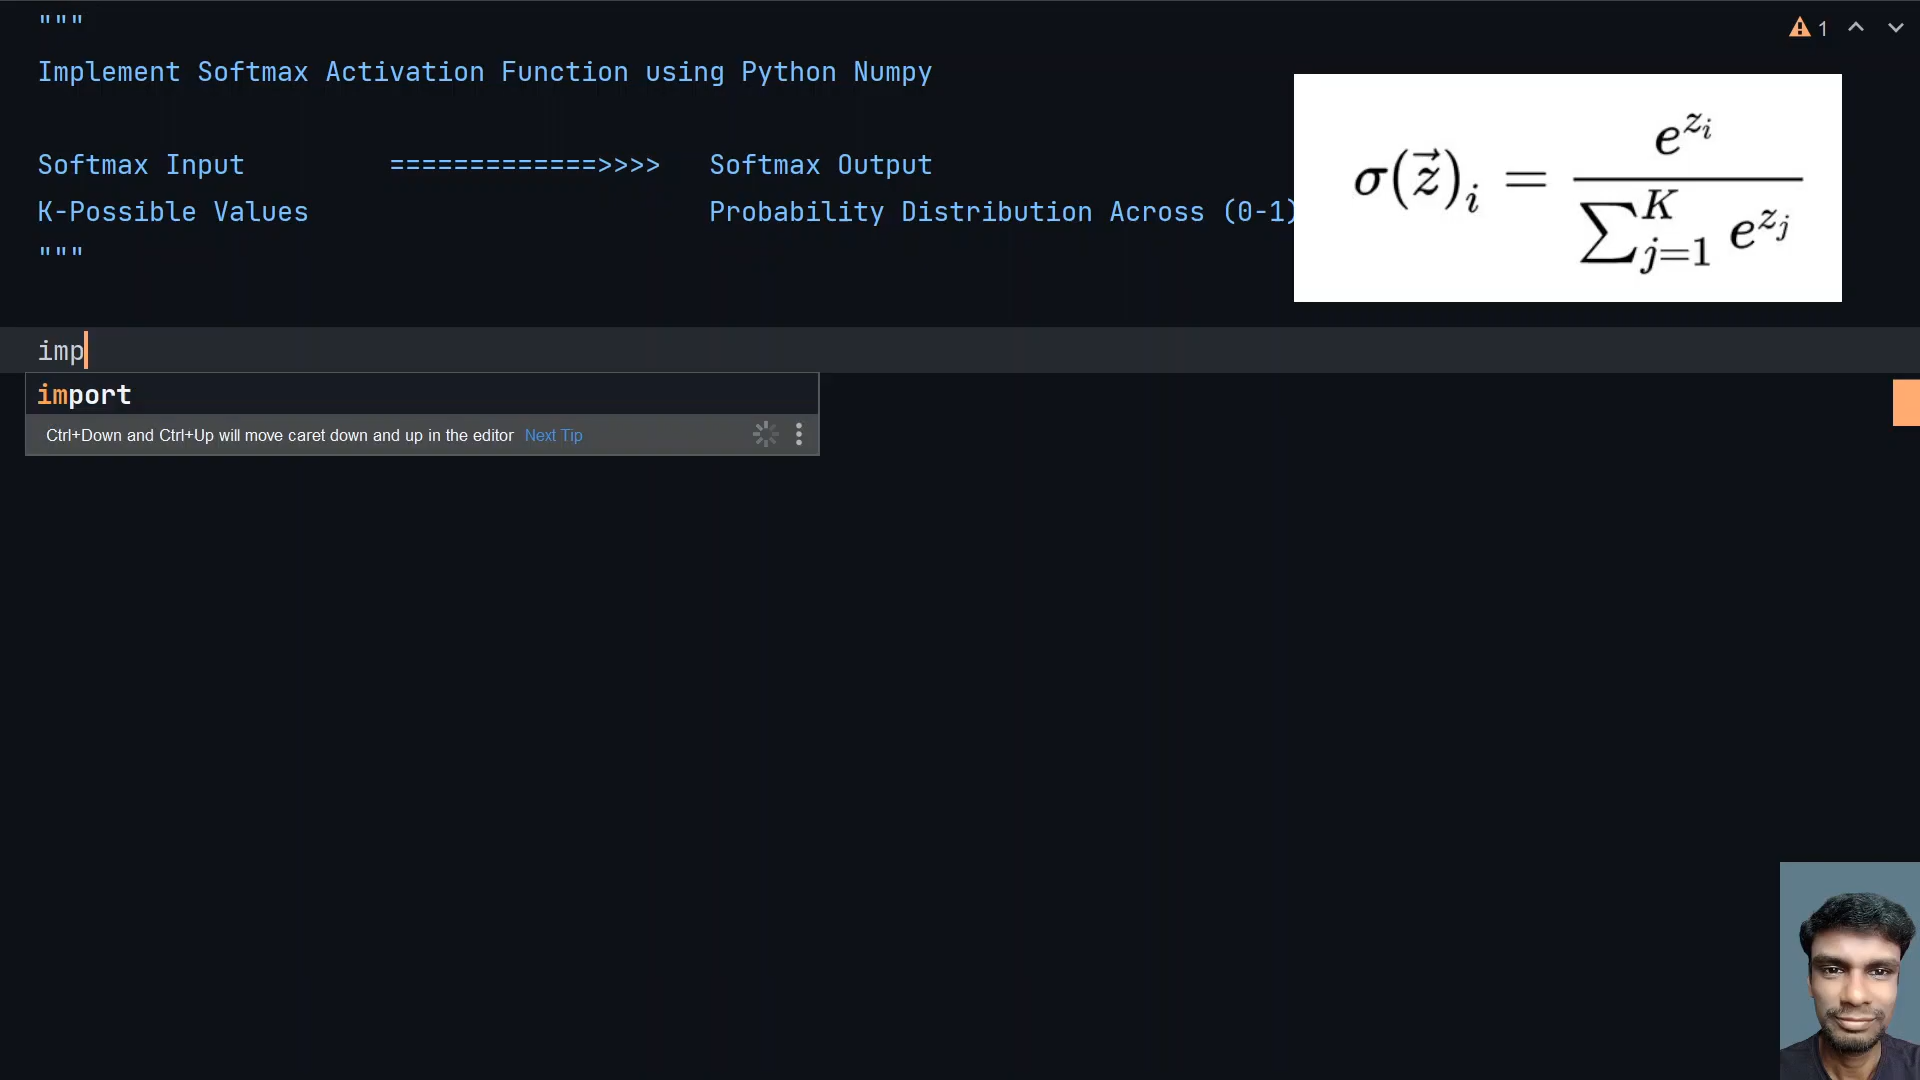 """
Implement Softmax Activation Function using Python Numpy
Softmax Input =============>>>> Softmax Output
K-Possible Values Probability Distribution Across (0-1)
"""
1
σ(z⃗)ᵢ = e^{zᵢ} / ∑_{j=1}^{K} e^{zⱼ}
imp
import
Ctrl+Down and Ctrl+Up will move caret down and up in the editor Next Tip